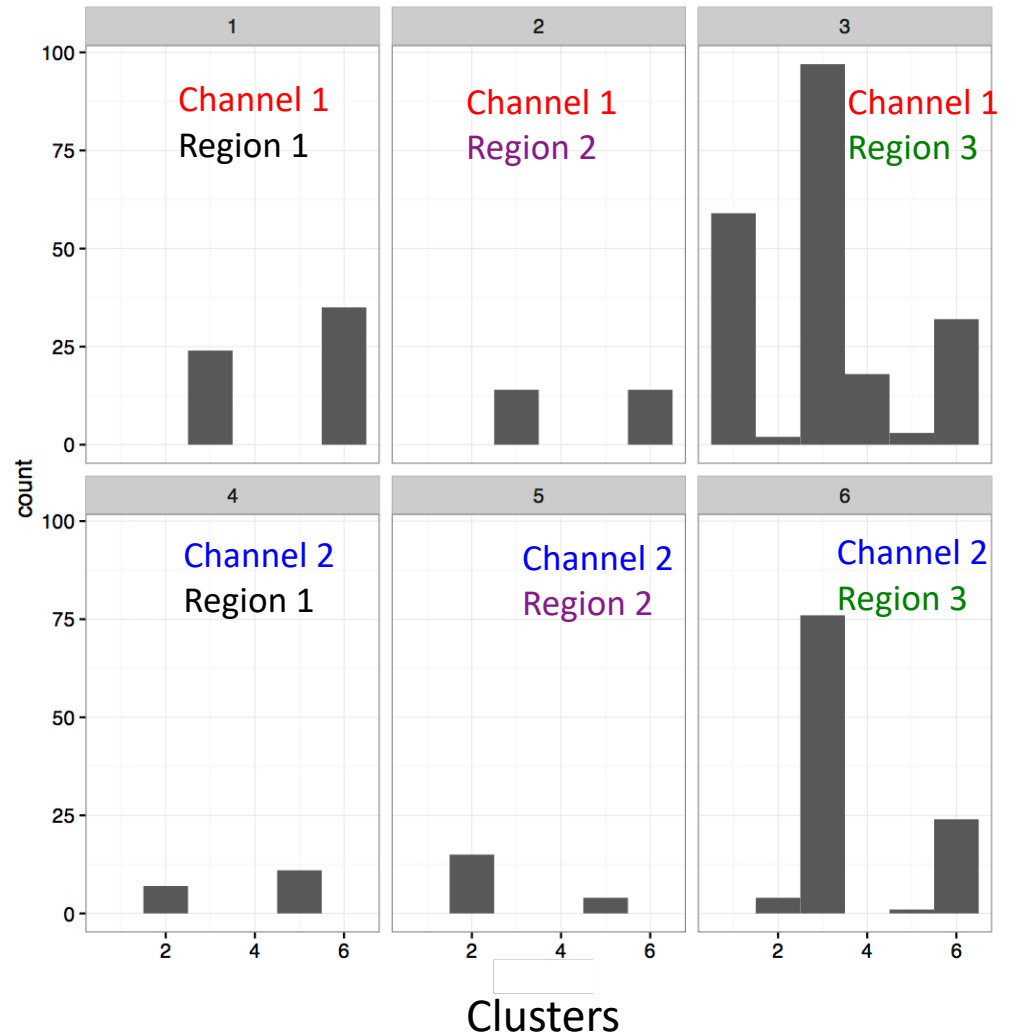 1
2
3
Channel 1
Region 1
Channel 1
Region 2
Channel 1
Region 3
100
75
50
25
0
count
4
5
6
Channel 2
Region 1
Channel 2
Region 2
Channel 2
Region 3
100
75
50
25
0
2 4 6
2 4 6
2 4 6
Clusters